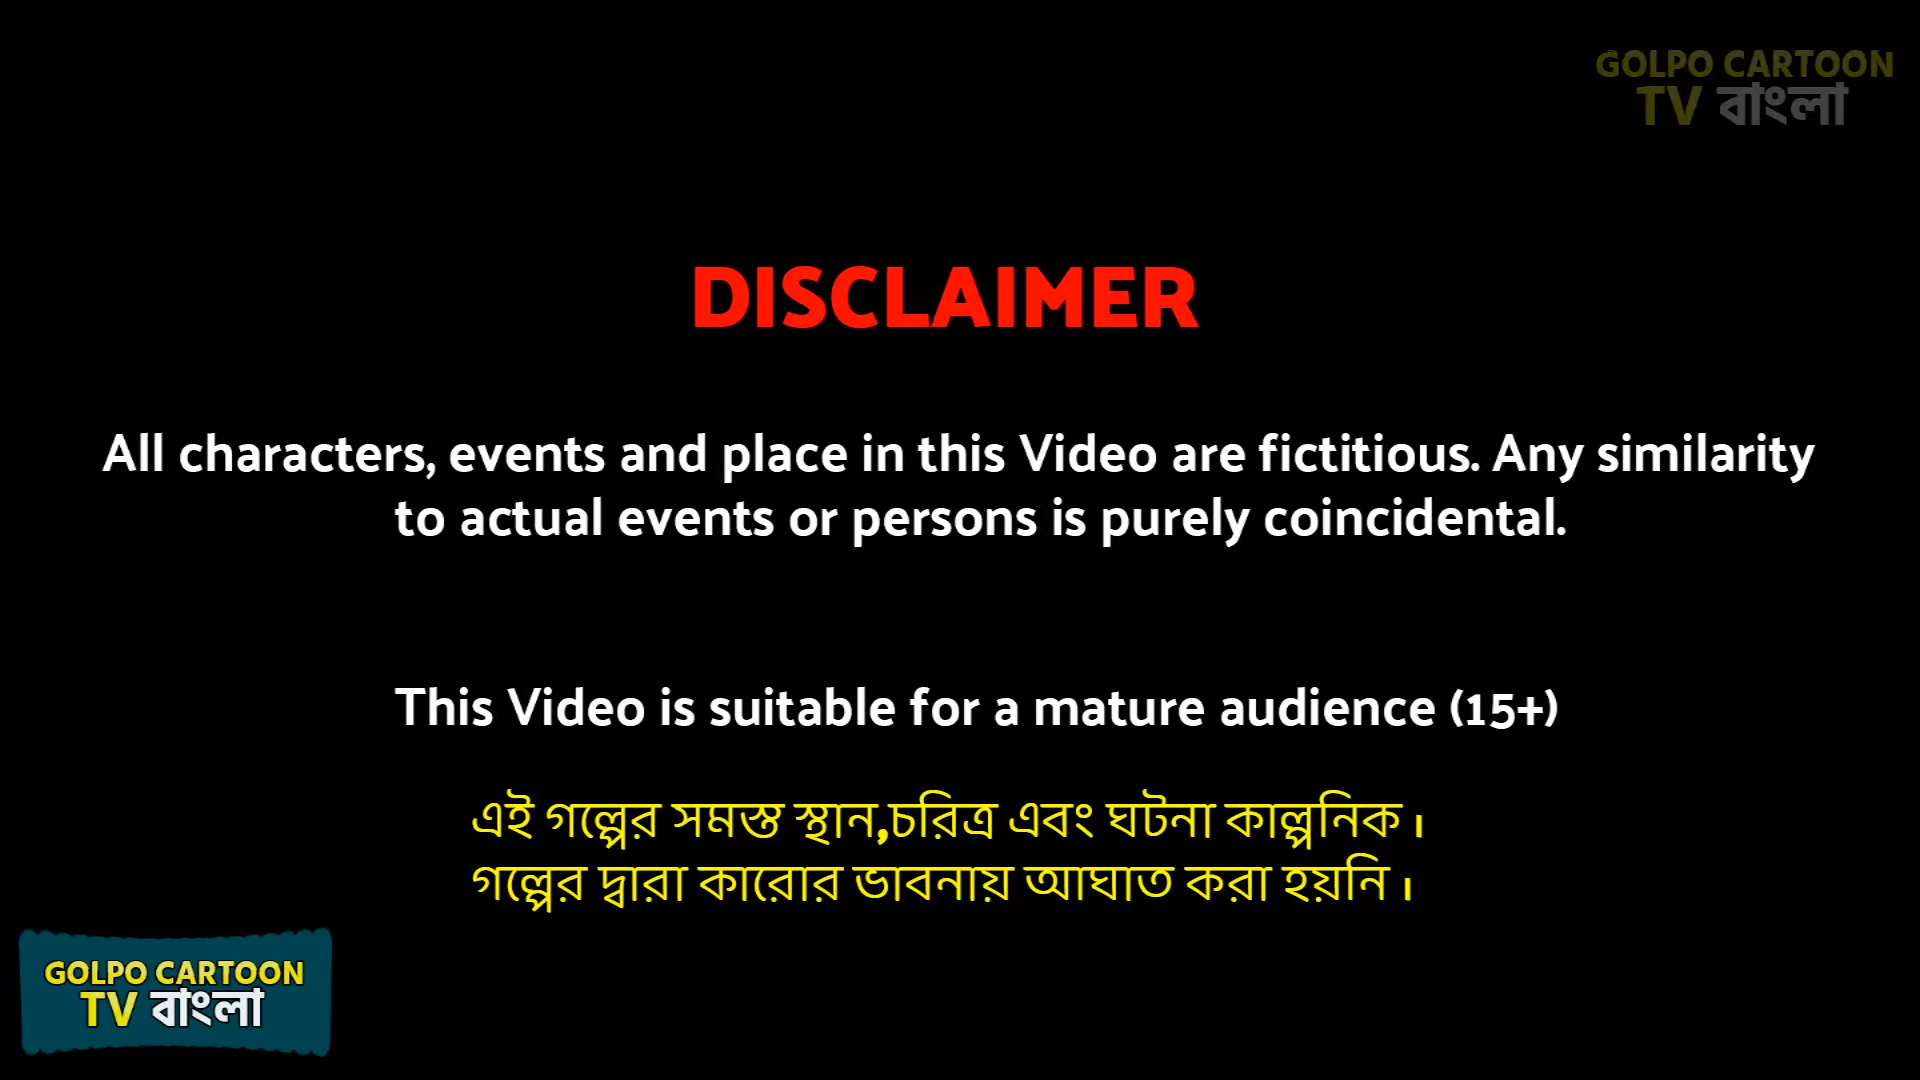 GOLPO CARTOON
TV বাংলা
DISCLAIMER
All characters, events and place in this Video are fictitious. Any similarity
to actual events or persons is purely coincidental.
This Video is suitable for a mature audience (15+)
এই গল্পের সমস্ত স্থান,চরিত্র এবং ঘটনা কাল্পনিক।
গল্পের দ্বারা কারোর ভাবনায় আঘাত করা হয়নি।
GOLPO CARTOON
TV বাংলা